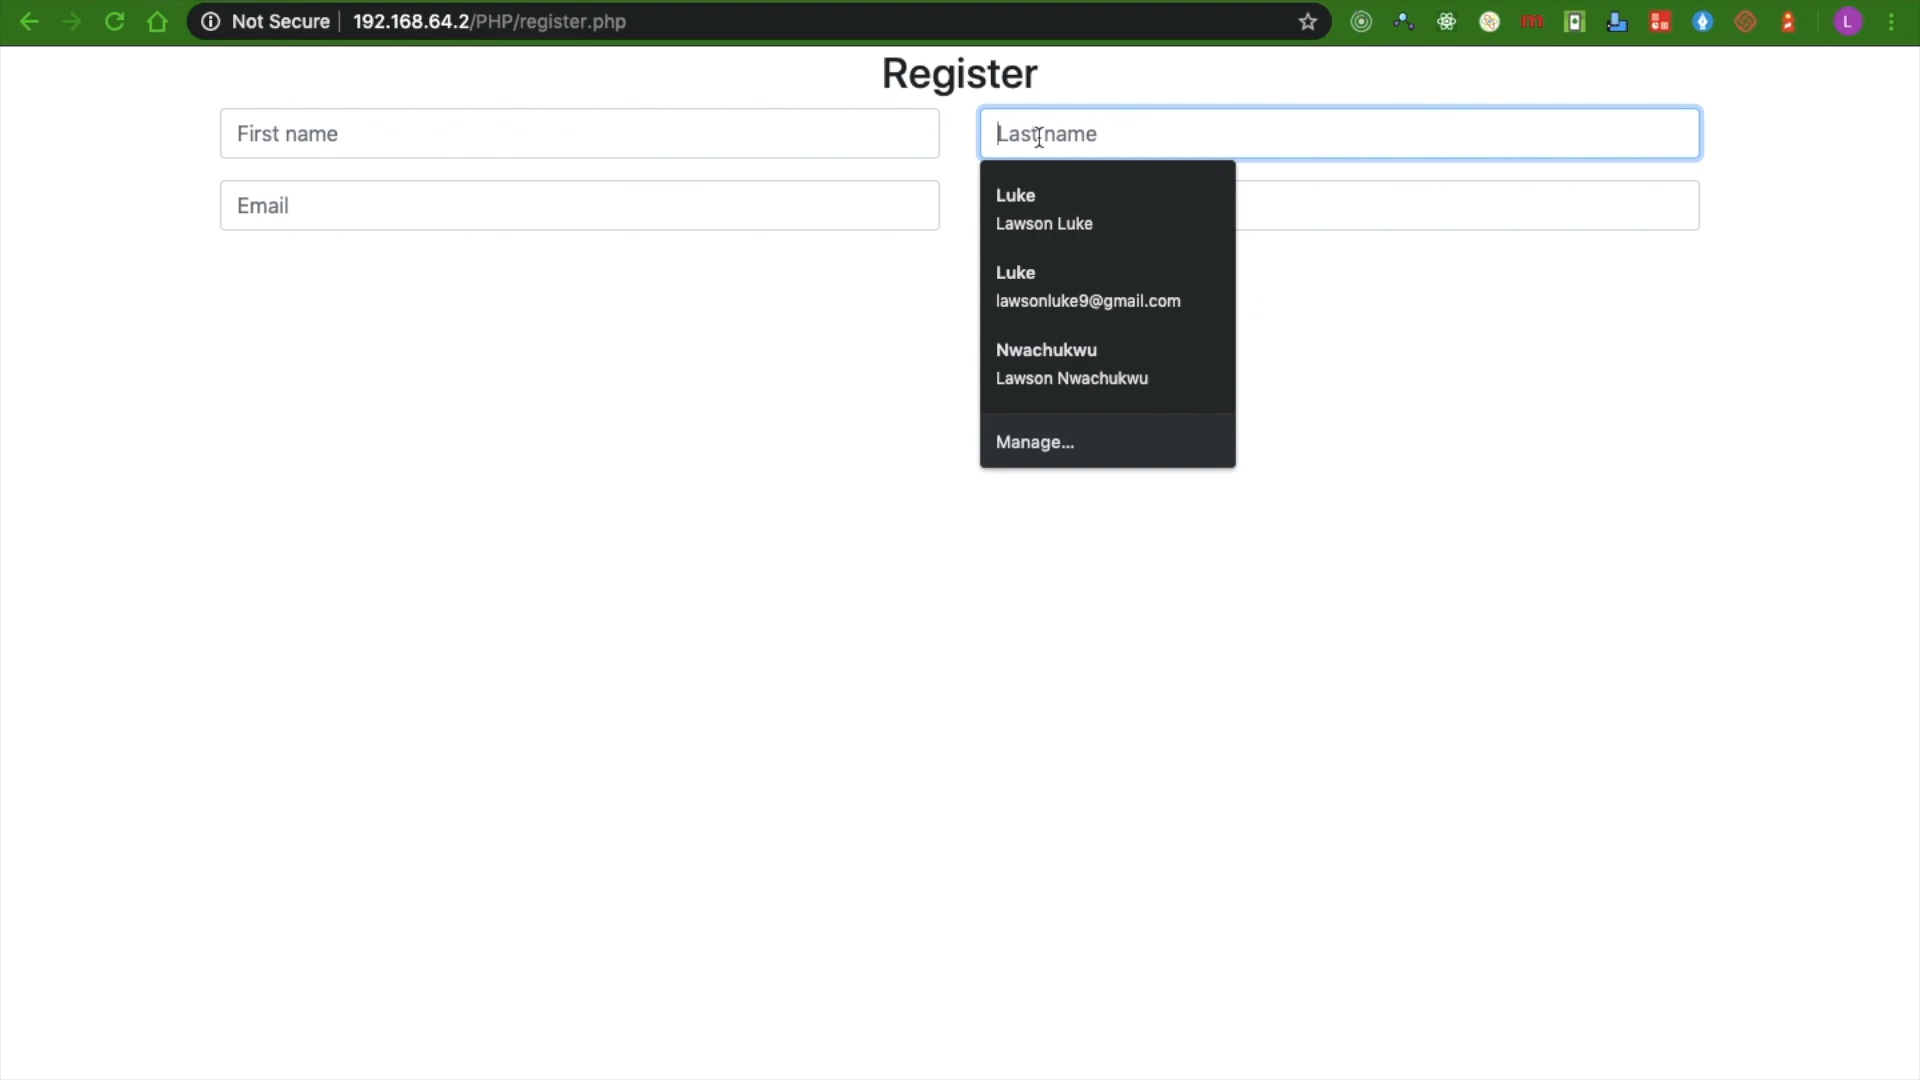 Not Secure | 192.168.64.2/PHP/register.php
L
Register
First name
Last name
Email
Luke
Lawson Luke
Luke
lawsonluke9@gmail.com
Nwachukwu
Lawson Nwachukwu
Manage...